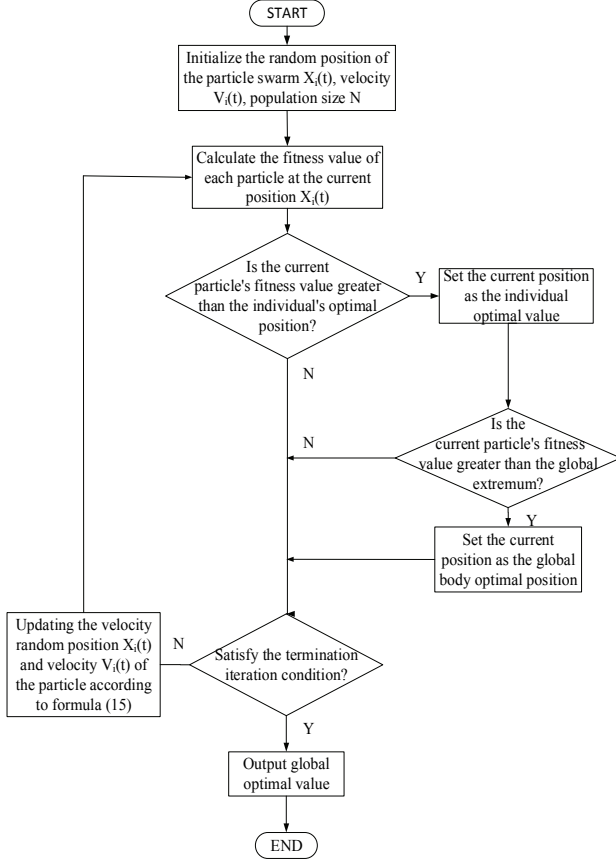 START
Initialize the random position of
the particle swarm Xi(t), velocity
Vi(t), population size N
Calculate the fitness value of
each particle at the current
position Xi(t)
Is the current
particle's fitness value greater
than the individual's optimal
position?
Y
Set the current position
as the individual
optimal value
N
Is the
current particle's fitness
value greater than the global
extremum?
N
Y
Set the current
position as the global
body optimal position
Updating the velocity
random position Xi(t)
and velocity Vi(t) of
the particle according
to formula (15)
N
Satisfy the termination
iteration condition?
Y
Output global
optimal value
END